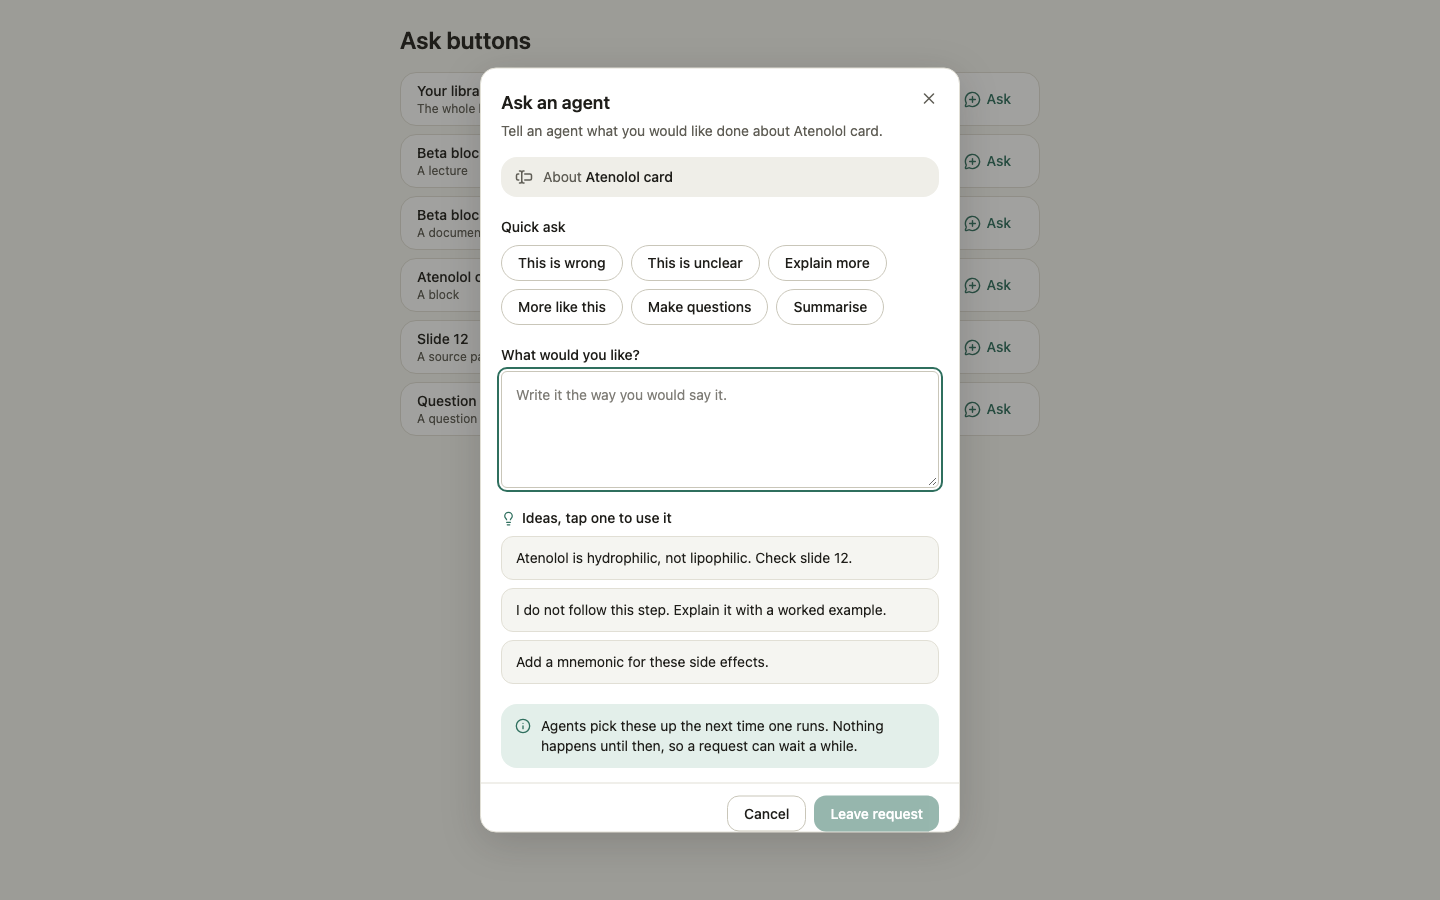 Ask buttons
Your libra
The whole
Ask
Beta bloc
A lecture
Ask
Beta bloc
A documen
Ask
Atenolol c
A block
Ask
Slide 12
A source pa
Ask
Question
A question
Ask
Ask an agent
Tell an agent what you would like done about Atenolol card.
About Atenolol card
Quick ask
This is wrong
This is unclear
Explain more
More like this
Make questions
Summarise
What would you like?
Write it the way you would say it.
Ideas, tap one to use it
Atenolol is hydrophilic, not lipophilic. Check slide 12.
I do not follow this step. Explain it with a worked example.
Add a mnemonic for these side effects.
Agents pick these up the next time one runs. Nothing
happens until then, so a request can wait a while.
Cancel
Leave request